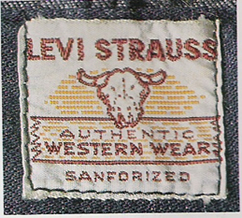 LEVI STRAUSS
AUTHENTIC
WESTERN WEAR
SANFORIZED